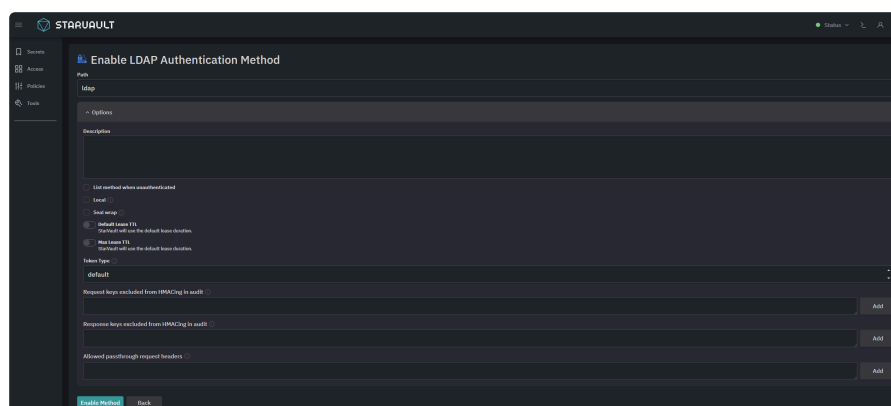 STARVAULT
Status
Secrets
Access
Policies
Tools
Enable LDAP Authentication Method
Path
ldap
Options
Description
List method when unauthenticated
Local
Seal wrap
Default Lease TTL
StarVault will use the default lease duration.
Max Lease TTL
StarVault will use the default lease duration.
Token Type
default
Request keys excluded from HMACing in audit
Add
Response keys excluded from HMACing in audit
Add
Allowed passthrough request headers
Add
Enable Method
Back